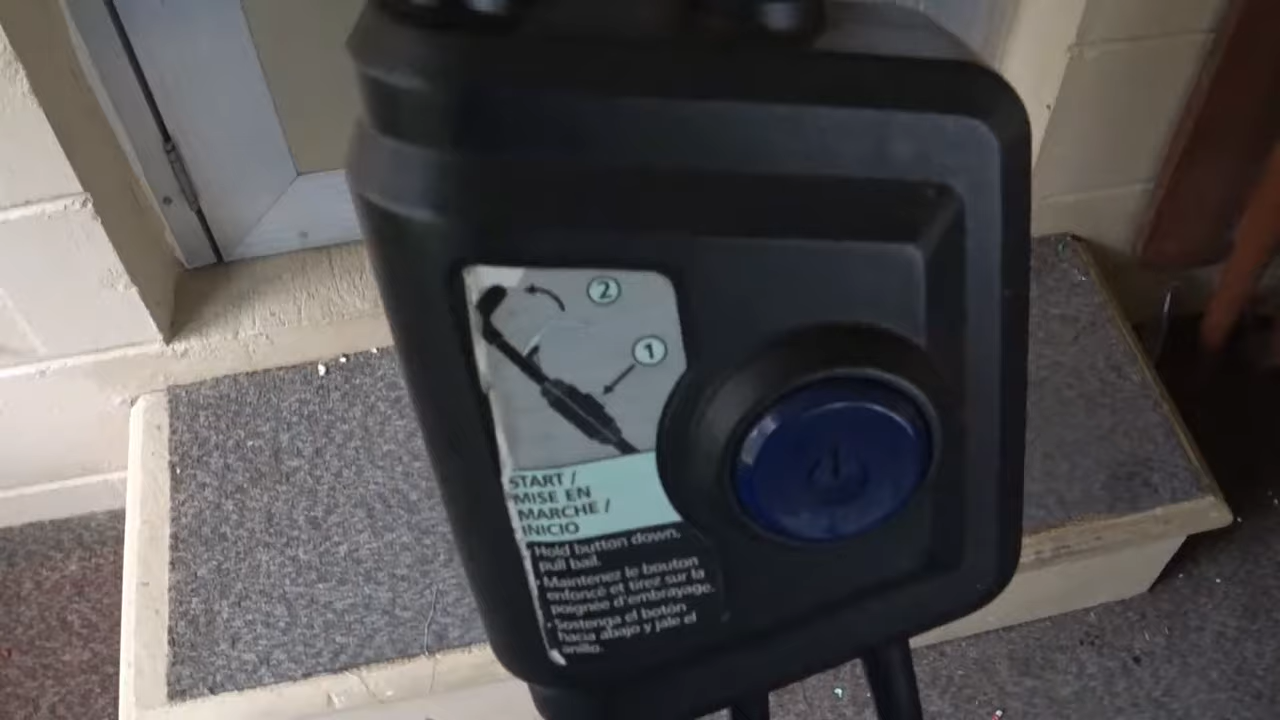 2
1
START /
MISE EN
MARCHE /
INICIO
• Hold button down,
pull bail.
• Maintenez le bouton
enfoncé et tirez sur la
poignée d'embrayage.
• Sostenga el botón
hacia abajo y jale el
anillo.